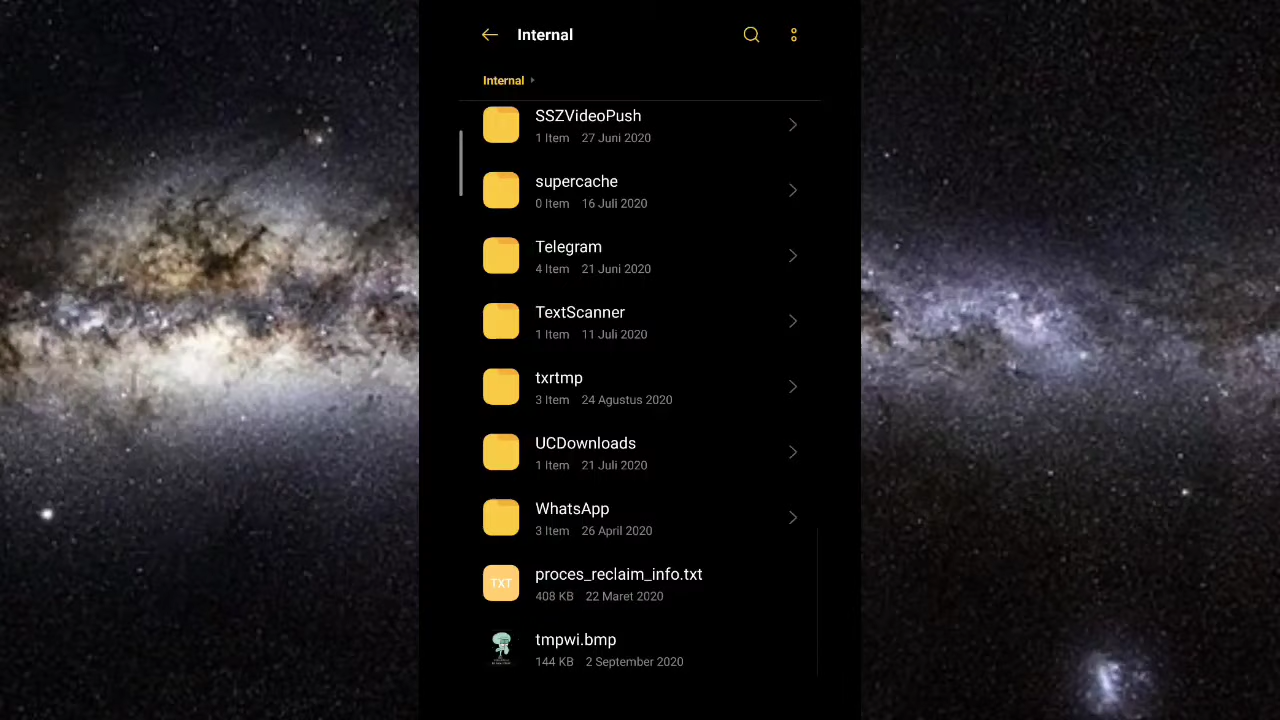 Internal
Internal
SSZVideoPush
1 Item 27 Juni 2020
supercache
0 Item 16 Juli 2020
Telegram
4 Item 21 Juni 2020
TextScanner
1 Item 11 Juli 2020
txrtmp
3 Item 24 Agustus 2020
UCDownloads
1 Item 21 Juli 2020
WhatsApp
3 Item 26 April 2020
TXT
proces_reclaim_info.txt
408 KB 22 Maret 2020
tmpwi.bmp
144 KB 2 September 2020